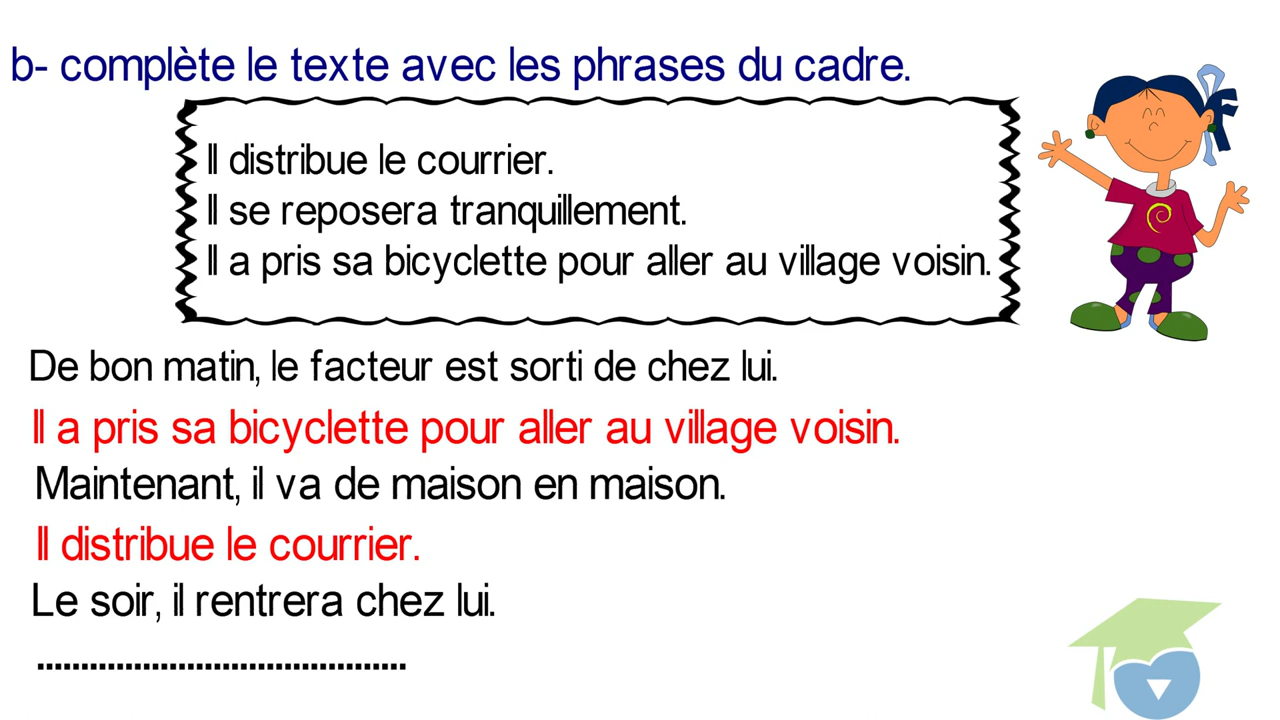 b- complète le texte avec les phrases du cadre.
Il distribue le courrier.
Il se reposera tranquillement.
Il a pris sa bicyclette pour aller au village voisin.
De bon matin, le facteur est sorti de chez lui.
Il a pris sa bicyclette pour aller au village voisin.
Maintenant, il va de maison en maison.
Il distribue le courrier.
Le soir, il rentrera chez lui.
..........................................